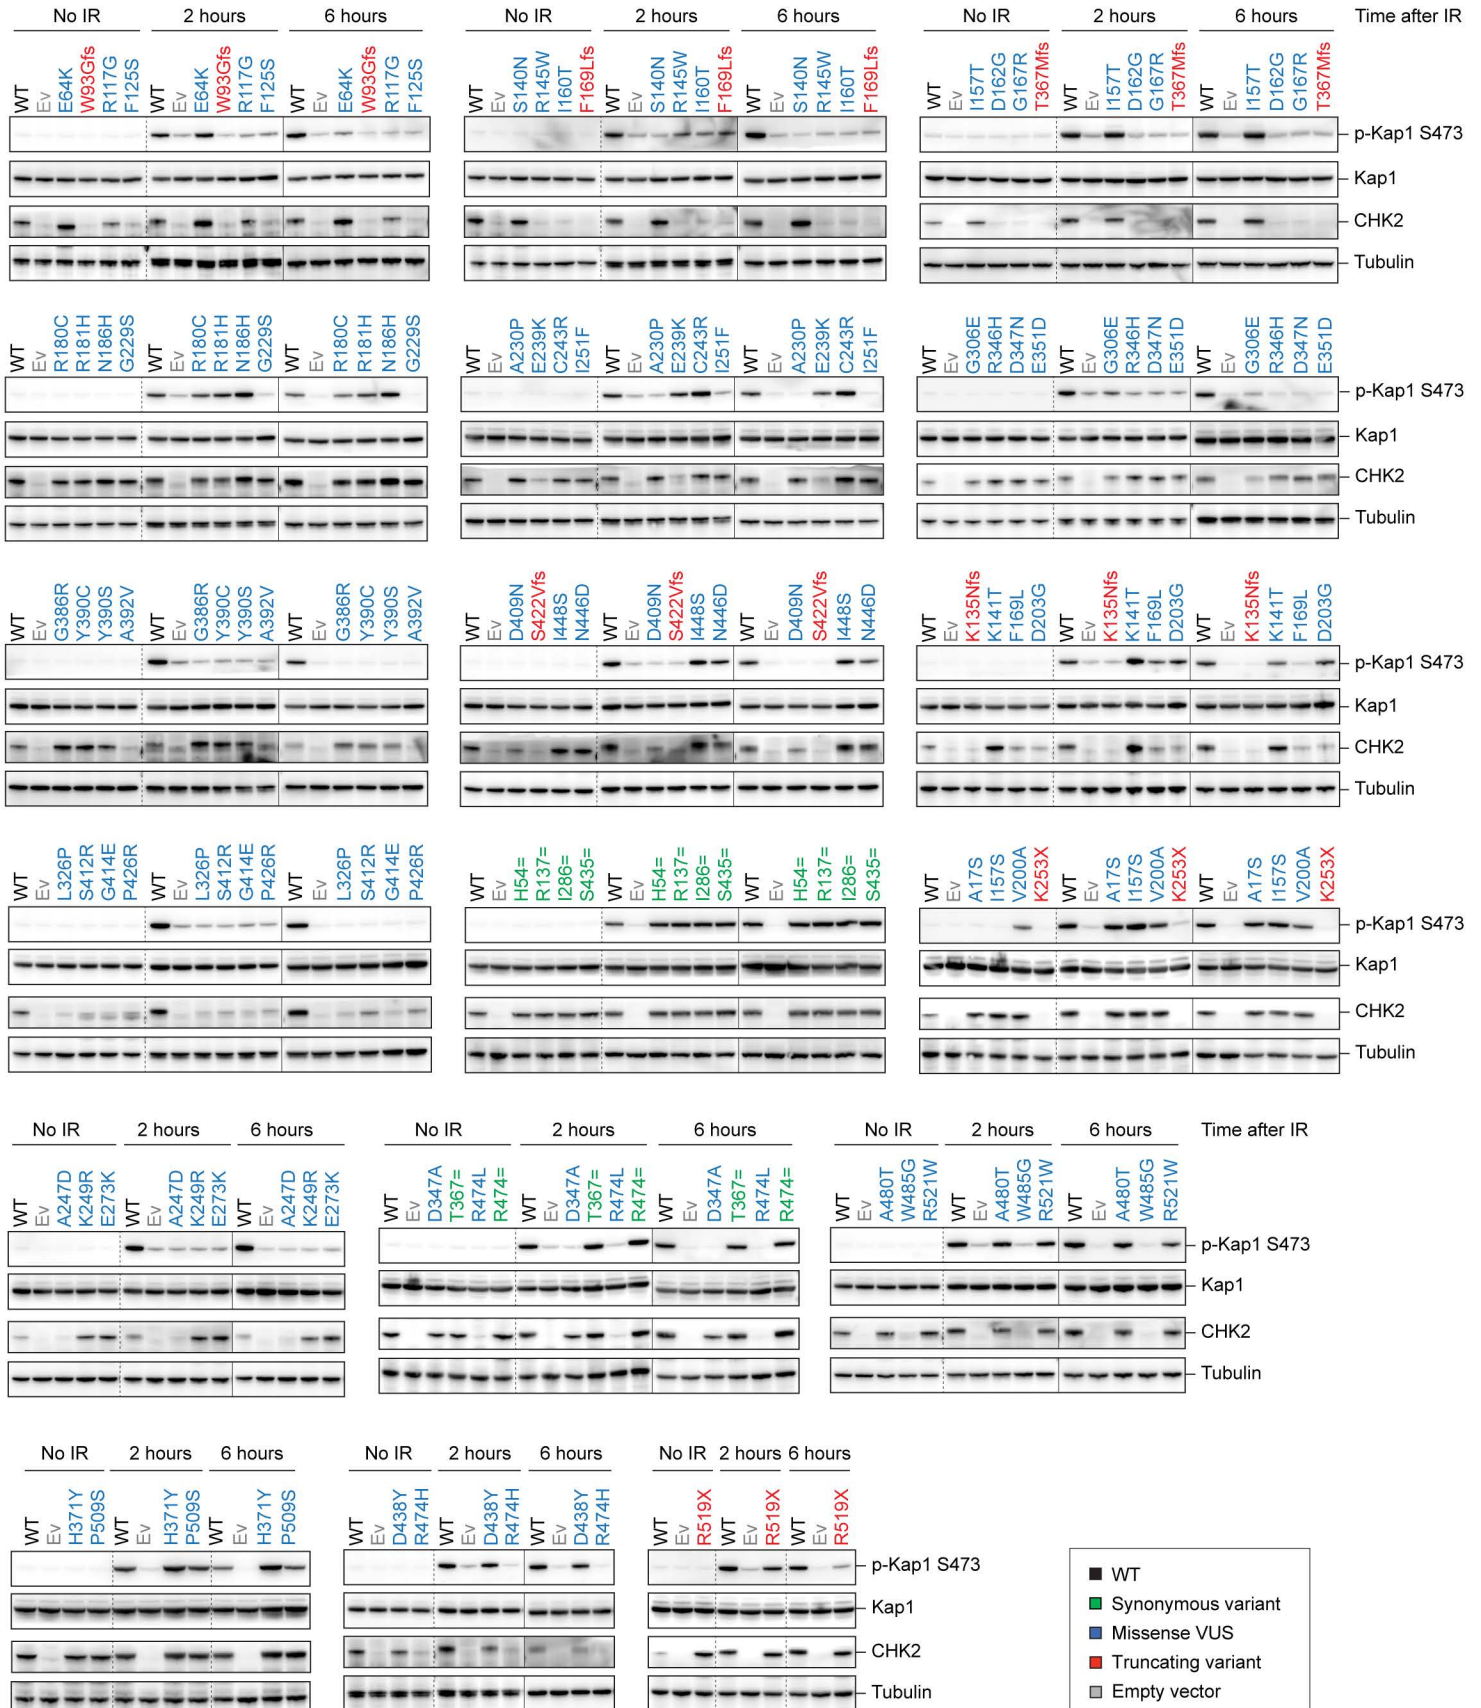 No IR 2 hours 6 hours No IR 2 hours 6 hours No IR 2 hours 6 hours Time after IR
WT Ev E64K W93Gfs R117G F125S WT Ev E64K W93Gfs R117G F125S WT Ev E64K W93Gfs R117G F125S
WT Ev S140N R145W I160T F169Lfs WT Ev S140N R145W I160T F169Lfs WT Ev S140N R145W I160T F169Lfs
WT Ev I157T D162G G167R T367Mfs WT Ev I157T D162G G167R T367Mfs WT Ev I157T D162G G167R T367Mfs
p-Kap1 S473
Kap1
CHK2
Tubulin
WT Ev R180C R181H N186H G229S WT Ev R180C R181H N186H G229S WT Ev R180C R181H N186H G229S
WT Ev A230P E239K C243R I251F WT Ev A230P E239K C243R I251F WT Ev A230P E239K C243R I251F
WT Ev G306E R346H D347N E351D WT Ev G306E R346H D347N E351D WT Ev G306E R346H D347N E351D
p-Kap1 S473
Kap1
CHK2
Tubulin
WT Ev G386R Y390C Y390S A392V WT Ev G386R Y390C Y390S A392V WT Ev G386R Y390C Y390S A392V
WT Ev D409N S422Vfs I448S N446D WT Ev D409N S422Vfs I448S N446D WT Ev D409N S422Vfs I448S N446D
WT Ev K135Nfs K141T F169L D203G WT Ev K135Nfs K141T F169L D203G WT Ev K135Nfs K141T F169L D203G
p-Kap1 S473
Kap1
CHK2
Tubulin
WT Ev L326P S412R G414E P426R WT Ev L326P S412R G414E P426R WT Ev L326P S412R G414E P426R
WT Ev H54= R137= I286= S435= WT Ev H54= R137= I286= S435= WT Ev H54= R137= I286= S435=
WT Ev A17S I157S V200A K253X WT Ev A17S I157S V200A K253X WT Ev A17S I157S V200A K253X
p-Kap1 S473
Kap1
CHK2
Tubulin
No IR 2 hours 6 hours No IR 2 hours 6 hours No IR 2 hours 6 hours Time after IR
WT Ev A247D K249R E273K WT Ev A247D K249R E273K WT Ev A247D K249R E273K
WT Ev D347A T367= R474L R474= WT Ev D347A T367= R474L R474= WT Ev D347A T367= R474L R474=
WT Ev A480T W485G R521W WT Ev A480T W485G R521W WT Ev A480T W485G R521W
p-Kap1 S473
Kap1
CHK2
Tubulin
No IR 2 hours 6 hours No IR 2 hours 6 hours No IR 2 hours 6 hours
WT Ev H371Y P509S WT Ev H371Y P509S WT Ev H371Y P509S
WT Ev D438Y R474H WT Ev D438Y R474H WT Ev D438Y R474H
WT Ev R519X WT Ev R519X WT Ev R519X
p-Kap1 S473
Kap1
CHK2
Tubulin
WT
Synonymous variant
Missense VUS
Truncating variant
Empty vector